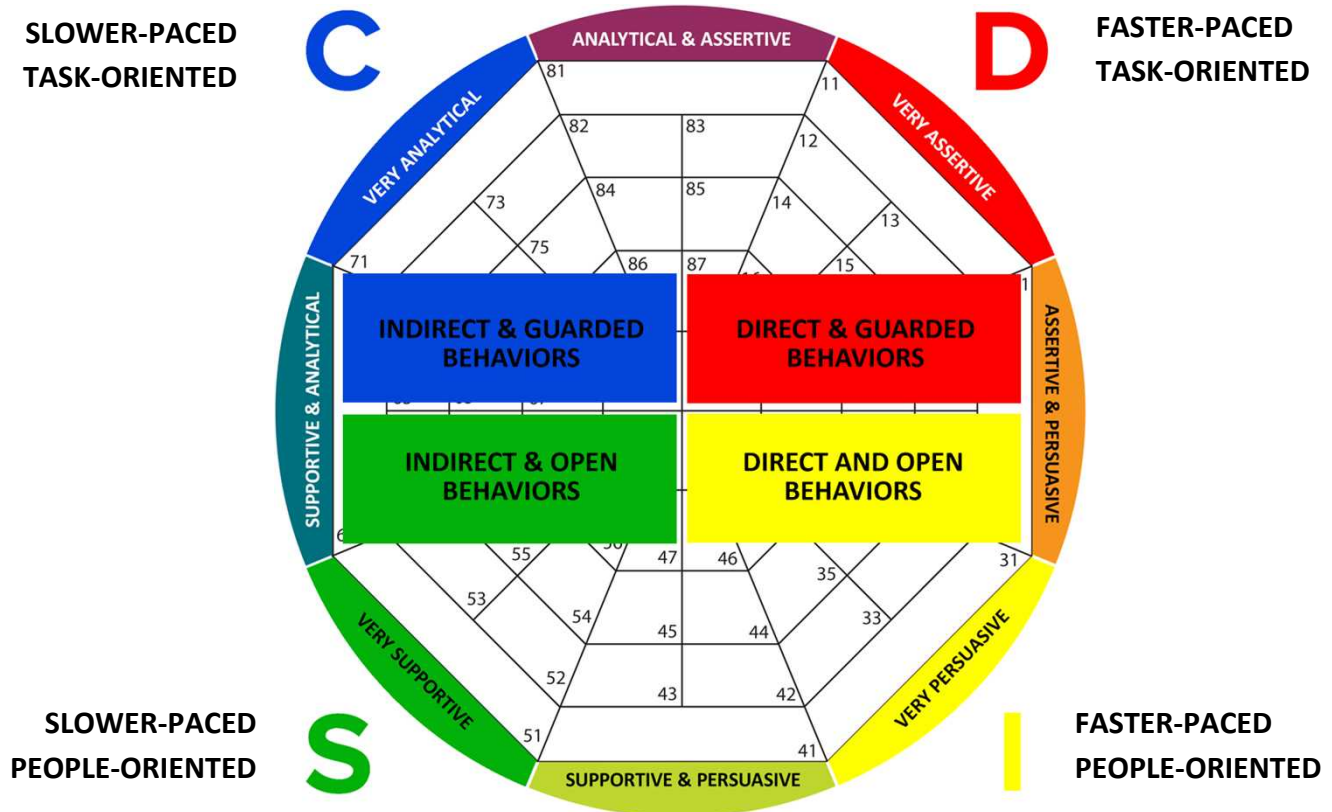 SLOWER-PACED
TASK-ORIENTED
C
ANALYTICAL & ASSERTIVE
D
FASTER-PACED
TASK-ORIENTED
VERY ANALYTICAL
VERY ASSERTIVE
81
11
82
83
12
84
85
14
73
13
75
15
86
87
71
1
SUPPORTIVE & ANALYTICAL
INDIRECT & GUARDED
BEHAVIORS
DIRECT & GUARDED
BEHAVIORS
ASSERTIVE & PERSUASIVE
INDIRECT & OPEN
BEHAVIORS
DIRECT AND OPEN
BEHAVIORS
55
56
47
46
35
31
53
54
45
44
33
52
43
42
51
41
VERY SUPPORTIVE
VERY PERSUASIVE
SLOWER-PACED
PEOPLE-ORIENTED
S
SUPPORTIVE & PERSUASIVE
I
FASTER-PACED
PEOPLE-ORIENTED